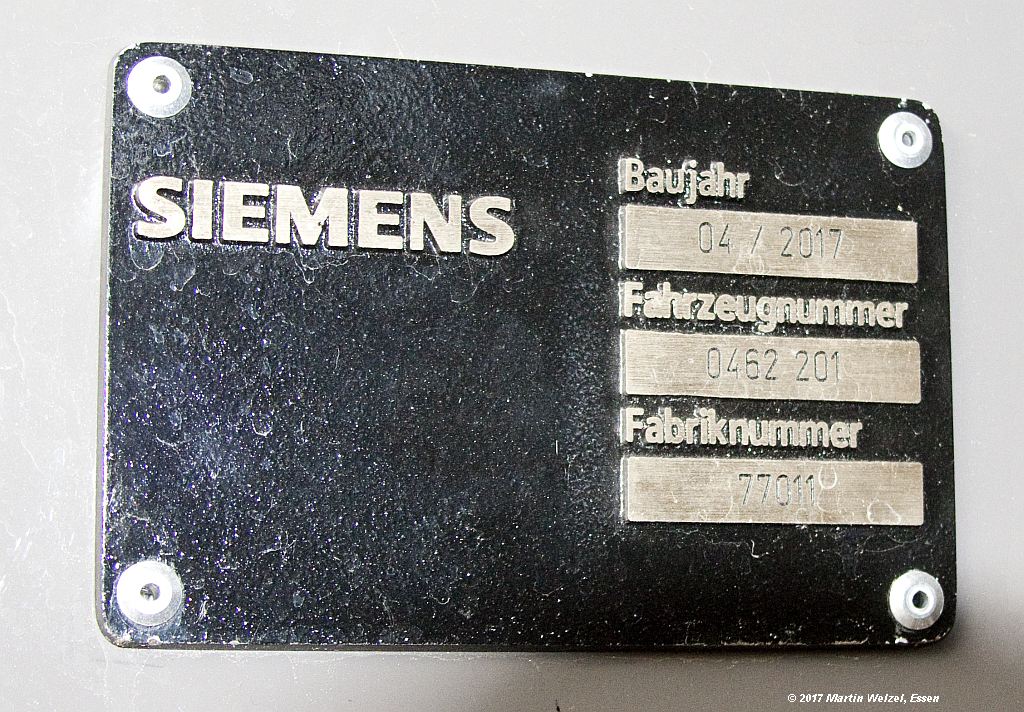 SIEMENS
Baujahr
04 / 2017
Fahrzeugnummer
0462 201
Fabriknummer
77011
© 2017 Martin Welzel, Essen